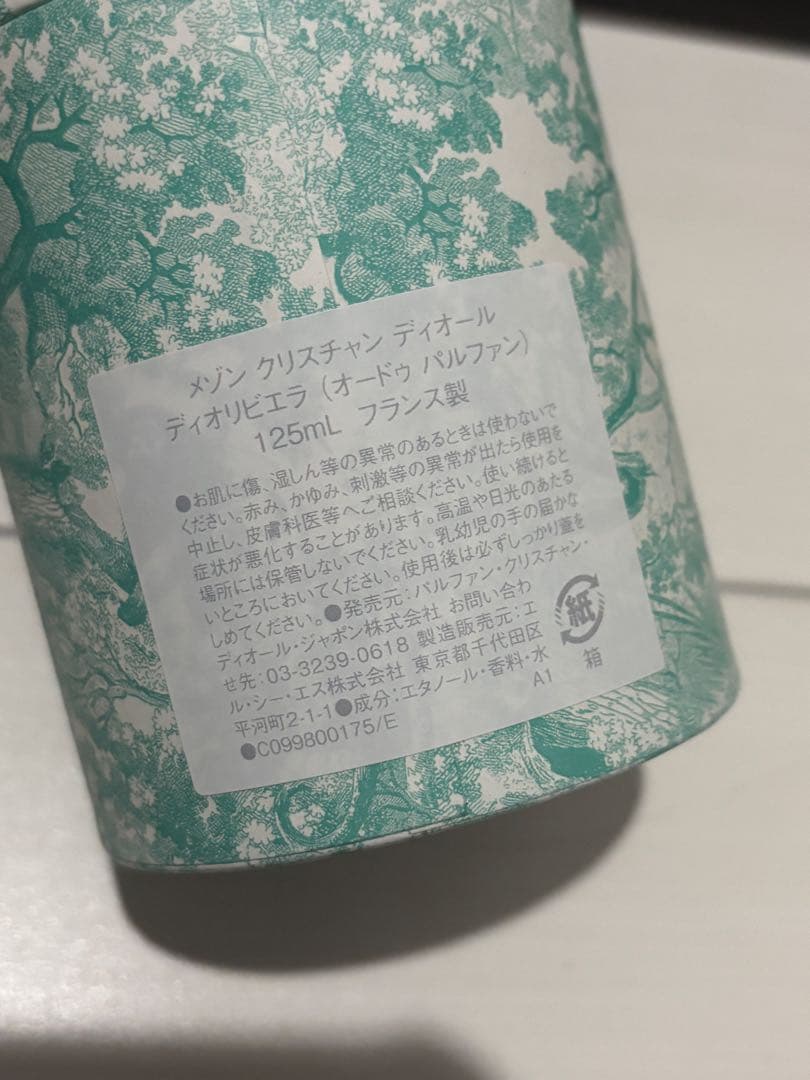 メゾン クリスチャン ディオール
ディオリビエラ (オードゥ パルファン)
125mL フランス製
●お肌に傷、湿しん等の異常のあるときは使わないで
ください。赤み、かゆみ、刺激等の異常が出たら使用を
中止し、皮膚科医等へご相談ください。使い続けると
症状が悪化することがあります。高温や日光のあたる
場所には保管しないでください。乳幼児の手の届かな
いところにおいてください。使用後は必ずしっかり蓋を
しめてください。●発売元:パルファン・クリスチャン・
ディオール・ジャポン株式会社 お問い合わ
せ先:03-3239-0618 製造販売元:エ
ル・シー・エス株式会社 東京都千代田区
平河町2-1-1●成分:エタノール・香料・水
●C099800175/E
A1
紙
箱